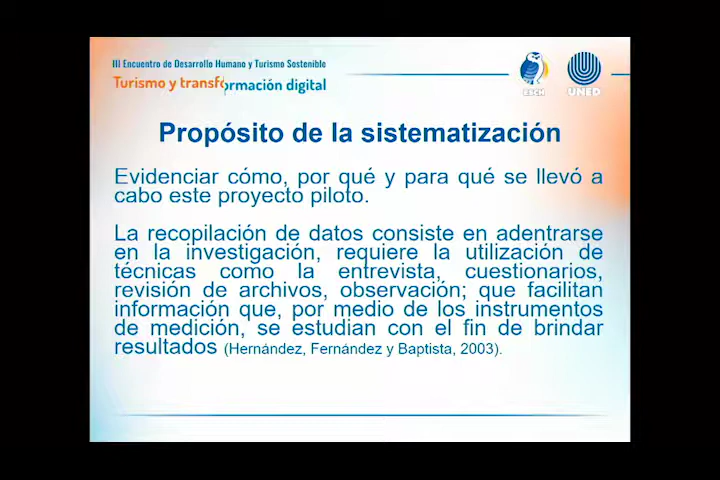 III Encuentro de Desarrollo Humano y Turismo Sostenible
Turismo y transformación digital
ESCH
UNED
Propósito de la sistematización
Evidenciar cómo, por qué y para qué se llevó a
cabo este proyecto piloto.
La recopilación de datos consiste en adentrarse
en la investigación, requiere la utilización de
técnicas como la entrevista, cuestionarios,
revisión de archivos, observación; que facilitan
información que, por medio de los instrumentos
de medición, se estudian con el fin de brindar
resultados (Hernández, Fernández y Baptista, 2003).